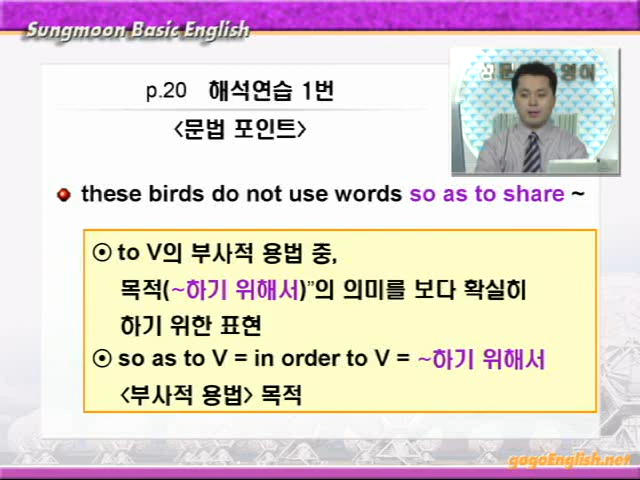 Sungmoon Basic English
p.20 해석연습 1번
<문법 포인트>
these birds do not use words so as to share ~
to V의 부사적 용법 중,
목적(~하기 위해서)”의 의미를 보다 확실히
하기 위한 표현
so as to V = in order to V = ~하기 위해서
<부사적 용법> 목적
gogoEnglish.net